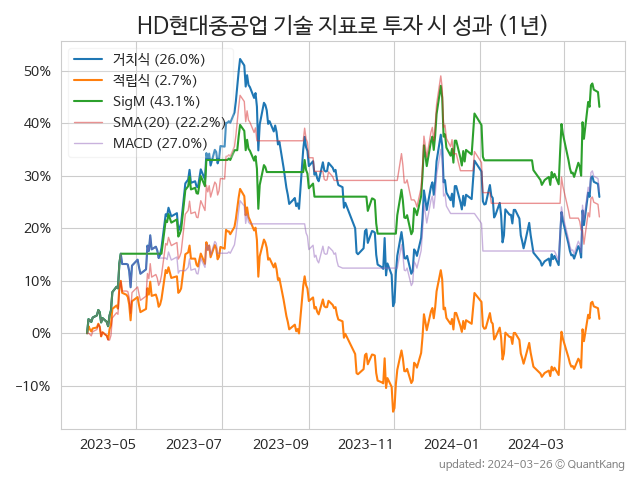 HD현대중공업 기술 지표로 투자 시 성과 (1년)
거치식 (26.0%)
적립식 (2.7%)
SigM (43.1%)
SMA(20) (22.2%)
MACD (27.0%)
50%
40%
30%
20%
10%
0%
−10%
2023-05 2023-07 2023-09 2023-11 2024-01 2024-03
updated: 2024-03-26 © QuantKang